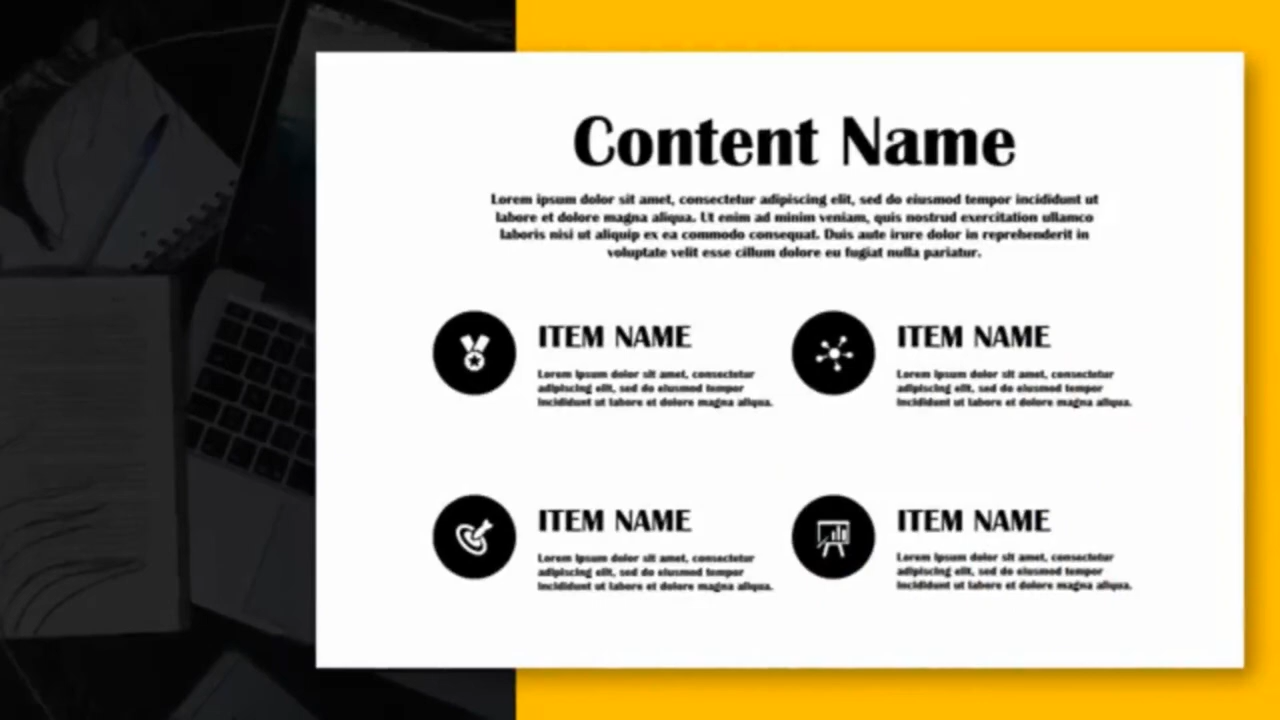 Content Name
Lorem ipsum dolor sit amet, consectetur adipiscing elit, sed do eiusmod tempor incididunt ut
labore et dolore magna aliqua. Ut enim ad minim veniam, quis nostrud exercitation ullamco
laboris nisi ut aliquip ex ea commodo consequat. Duis aute irure dolor in reprehenderit in
voluptate velit esse cillum dolore eu fugiat nulla pariatur.
ITEM NAME
Lorem ipsum dolor sit amet, consectetur
adipiscing elit, sed do eiusmod tempor
incididunt ut labore et dolore magna aliqua.
ITEM NAME
Lorem ipsum dolor sit amet, consectetur
adipiscing elit, sed do eiusmod tempor
incididunt ut labore et dolore magna aliqua.
ITEM NAME
Lorem ipsum dolor sit amet, consectetur
adipiscing elit, sed do eiusmod tempor
incididunt ut labore et dolore magna aliqua.
ITEM NAME
Lorem ipsum dolor sit amet, consectetur
adipiscing elit, sed do eiusmod tempor
incididunt ut labore et dolore magna aliqua.